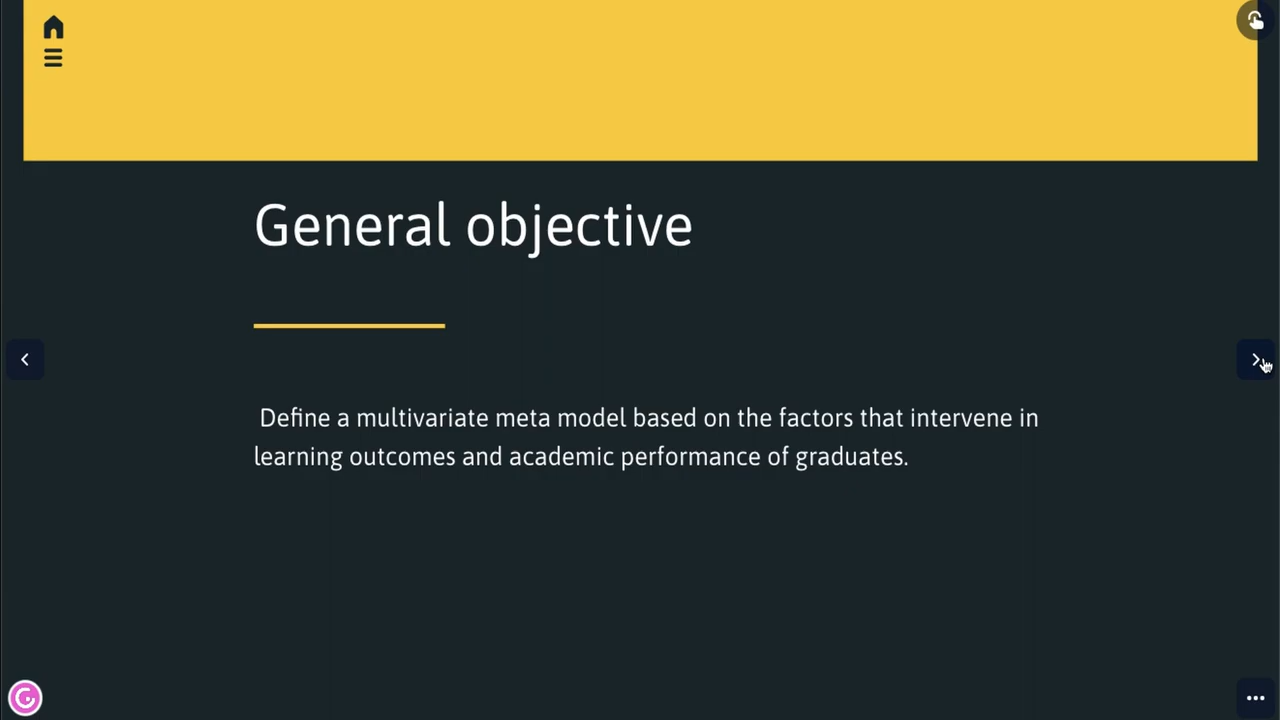 General objective
Define a multivariate meta model based on the factors that intervene in
learning outcomes and academic performance of graduates.